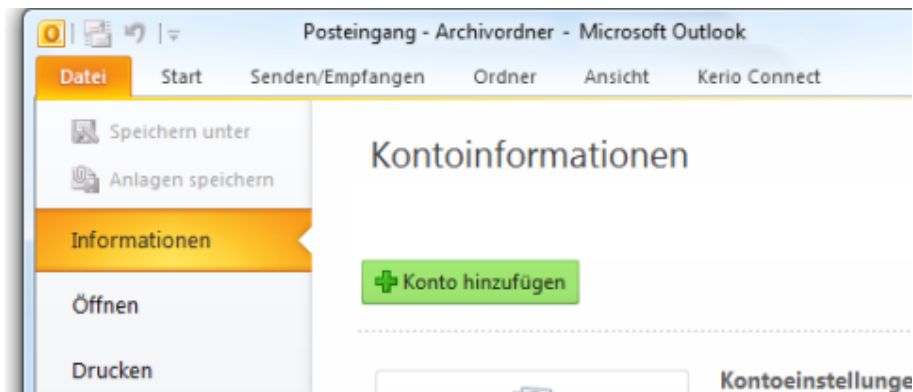 Posteingang - Archivordner - Microsoft Outlook
Datei Start Senden/Empfangen Ordner Ansicht Kerio Connect
Speichern unter
Anlagen speichern
Informationen
Öffnen
Drucken
Kontoinformationen
Konto hinzufügen
Kontoeinstellunge